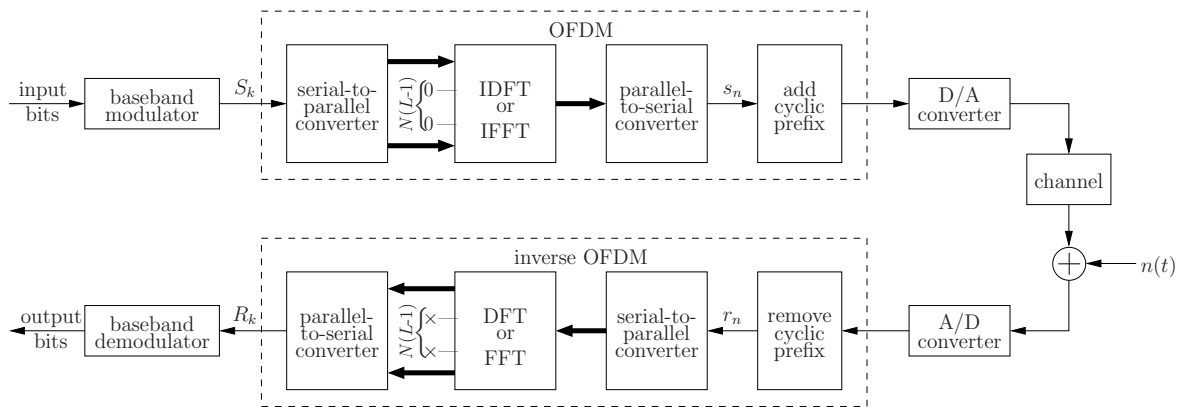 OFDM
input
bits
baseband
modulator
S_k
serial-to-
parallel
converter
N(L-1)
0
0
IDFT
or
IFFT
parallel-
to-serial
converter
s_n
add
cyclic
prefix
D/A
converter
channel
n(t)
inverse OFDM
output
bits
baseband
demodulator
R_k
parallel-
to-serial
converter
N(L-1)
×
×
DFT
or
FFT
serial-to-
parallel
converter
r_n
remove
cyclic
prefix
A/D
converter